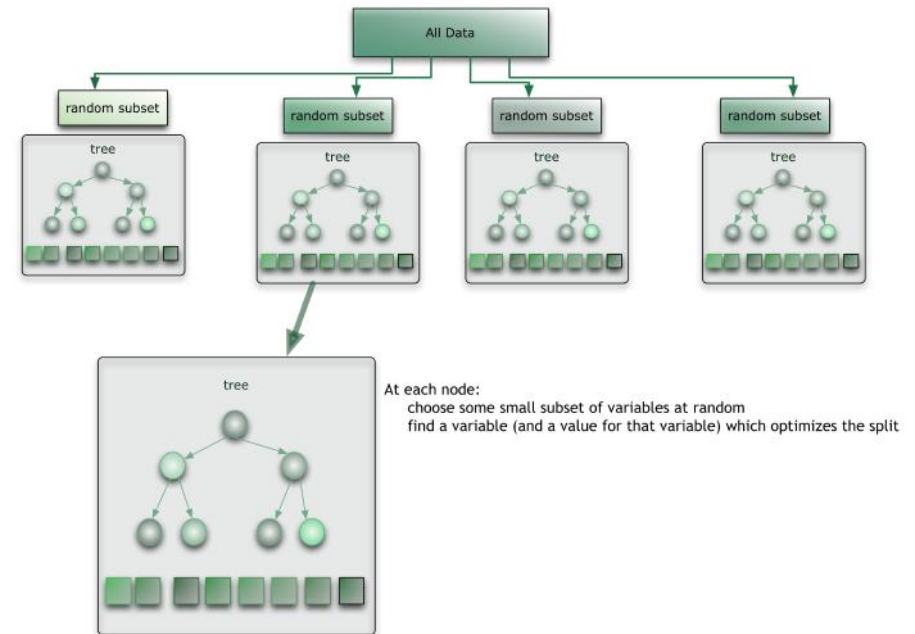 All Data
random subset
random subset
random subset
random subset
tree
tree
tree
tree
tree
At each node:
choose some small subset of variables at random
find a variable (and a value for that variable) which optimizes the split